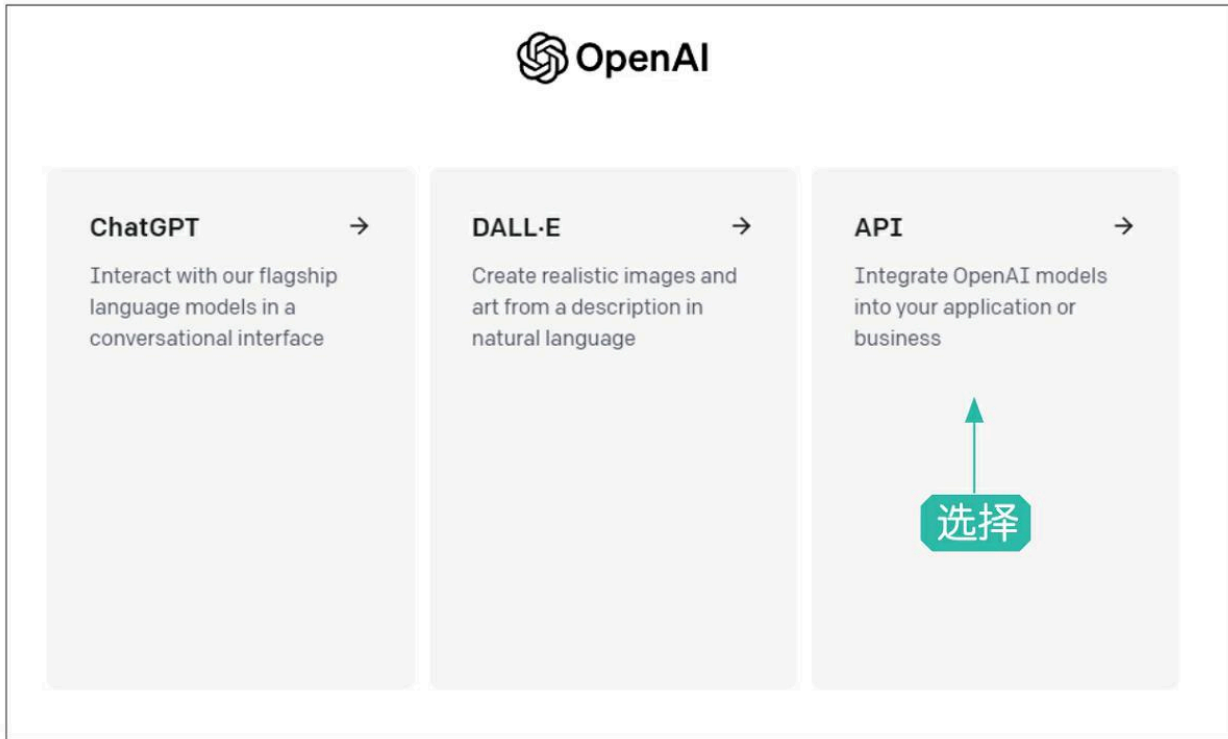 OpenAI
ChatGPT →
Interact with our flagship
language models in a
conversational interface
DALL·E →
Create realistic images and
art from a description in
natural language
API →
Integrate OpenAI models
into your application or
business
选择